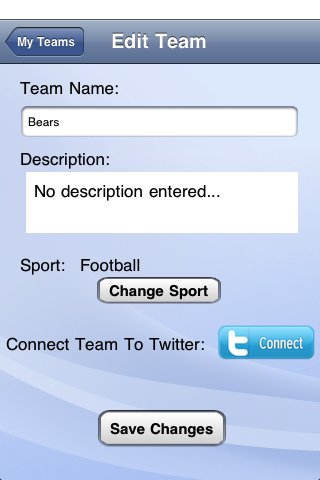 My Teams
Edit Team
Team Name:
Bears
Description:
No description entered...
Sport: Football
Change Sport
Connect Team To Twitter:
Connect
Save Changes